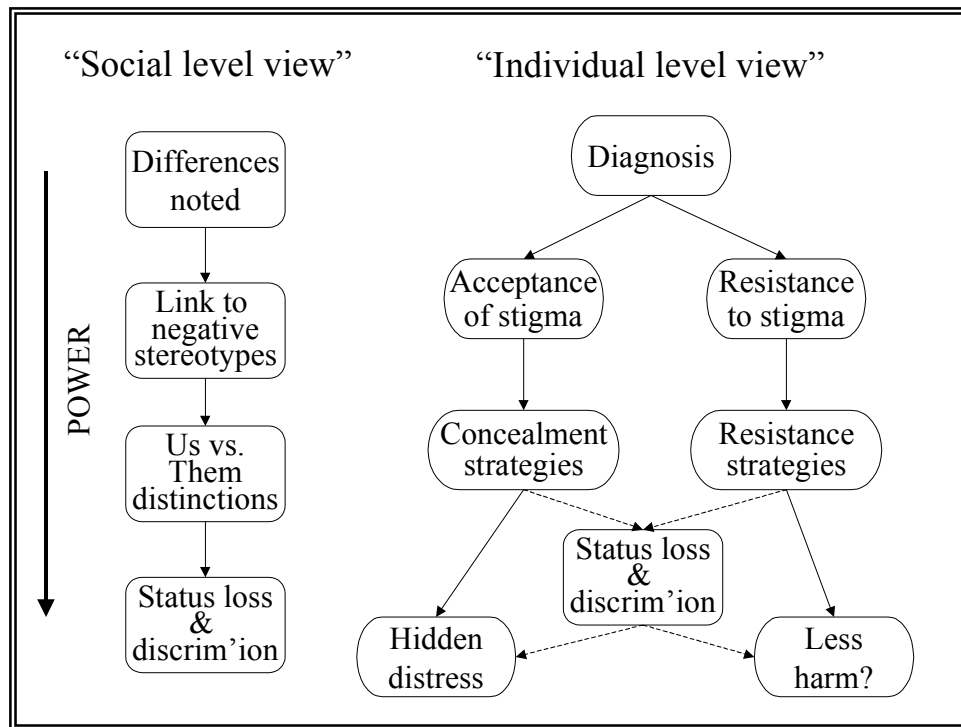 “Social level view”
“Individual level view”
POWER
Differences
noted
Link to
negative
stereotypes
Us vs.
Them
distinctions
Status loss
&
discrim’ion
Diagnosis
Acceptance
of stigma
Resistance
to stigma
Concealment
strategies
Resistance
strategies
Status loss
&
discrim’ion
Hidden
distress
Less
harm?